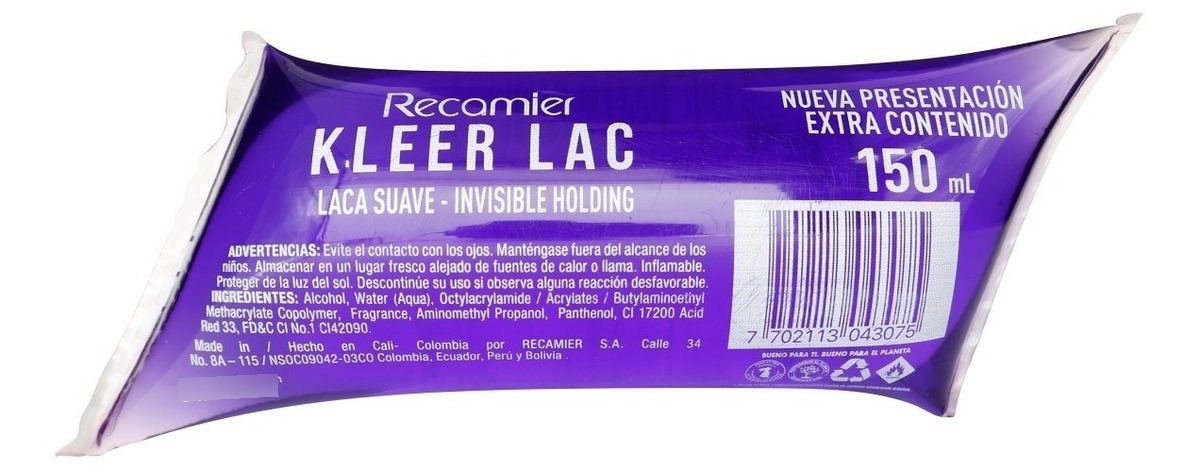 Recamier
KLEER LAC
LACA SUAVE - INVISIBLE HOLDING
NUEVA PRESENTACIÓN
EXTRA CONTENIDO
150 mL
ADVERTENCIAS: Evite el contacto con los ojos. Manténgase fuera del alcance de los
niños. Almacenar en un lugar fresco alejado de fuentes de calor o llama. Inflamable.
Proteger de la luz del sol. Descontinúe su uso si observa alguna reacción desfavorable.
INGREDIENTES: Alcohol, Water (Aqua), Octylacrylamide / Acrylates / Butylaminoethyl
Methacrylate Copolymer, Fragrance, Aminomethyl Propanol, Panthenol, CI 17200 Acid
Red 33, FD&C Cl No.1 CI42090.
Made in / Hecho en Cali- Colombia por RECAMIER S.A. Calle 34
No. 8A – 115 / NSOC09042-03CO Colombia, Ecuador, Perú y Bolivia .
7 702113 043075
BUENO PARA TI. BUENO PARA EL PLANETA